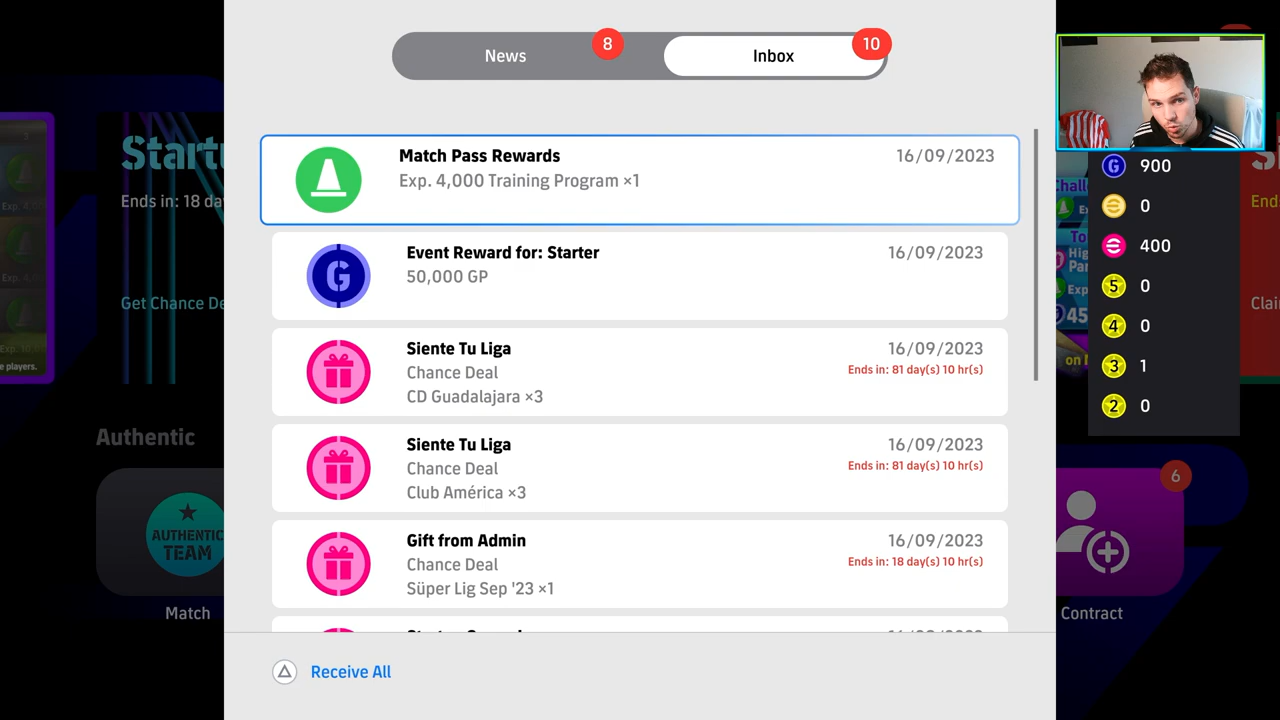 News
8
Inbox
10
Match Pass Rewards
16/09/2023
Exp. 4,000 Training Program ×1
Event Reward for: Starter
16/09/2023
50,000 GP
Siente Tu Liga
16/09/2023
Chance Deal
Ends in: 81 day(s) 10 hr(s)
CD Guadalajara ×3
Siente Tu Liga
16/09/2023
Chance Deal
Ends in: 81 day(s) 10 hr(s)
Club América ×3
Gift from Admin
16/09/2023
Chance Deal
Ends in: 18 day(s) 10 hr(s)
Süper Lig Sep '23 ×1
Receive All
Ends in: 18 da
Get Chance De
e players.
Authentic
AUTHENTIC
TEAM
Match
G 900
0
400
5 0
4 0
3 1
2 0
6
Contract